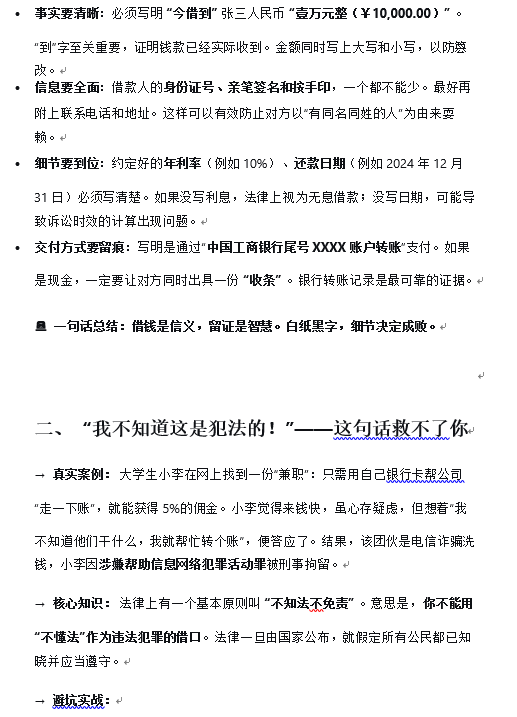 • 事实要清晰：必须写明 “今借到” 张三人民币 “壹万元整（￥10,000.00）” 。
“到”字至关重要，证明钱款已经实际收到。金额同时写上大写和小写，以防篡
改。
• 信息要全面：借款人的身份证号、亲笔签名和按手印，一个都不能少。最好再
附上联系电话和地址。这样可以有效防止对方以“有同名同姓的人”为由来耍
赖。
• 细节要到位：约定好的年利率（例如 10%）、还款日期（例如 2024 年 12 月
31 日）必须写清楚。如果没写利息，法律上视为无息借款；没写日期，可能导
致诉讼时效的计算出现问题。
• 交付方式要留痕：写明是通过“中国工商银行尾号 XXXX 账户转账”支付。如果
是现金，一定要让对方同时出具一份 “收条” 。银行转账记录是最可靠的证据。
一句话总结：借钱是信义，留证是智慧。白纸黑字，细节决定成败。
二、 “我不知道这是犯法的！”——这句话救不了你
→ 真实案例： 大学生小李在网上找到一份“兼职”：只需用自己银行卡帮公司
“走一下账”，就能获得 5%的佣金。小李觉得来钱快，虽心存疑虑，但想着“我
不知道他们干什么，我就帮忙转个账”，便答应了。结果，该团伙是电信诈骗洗
钱，小李因涉嫌帮助信息网络犯罪活动罪被刑事拘留。
→ 核心知识： 法律上有一个基本原则叫 “不知法不免责” 。意思是，你不能用
“不懂法”作为违法犯罪的借口。法律一旦由国家公布，就假定所有公民都已知
晓并应当遵守。
→ 避坑实战：